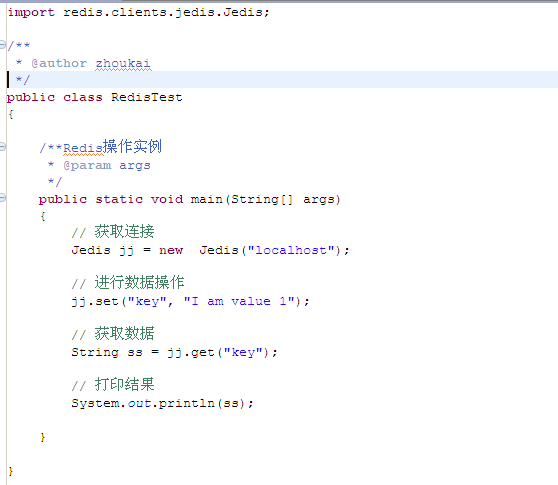 import redis.clients.jedis.Jedis;
/**
 * @author zhoukai
 */
public class RedisTest
{
    /**Redis操作实例
     * @param args
     */
    public static void main(String[] args)
    {
        // 获取连接
        Jedis jj = new  Jedis("localhost");
        // 进行数据操作
        jj.set("key", "I am value 1");
        // 获取数据
        String ss = jj.get("key");
        // 打印结果
        System.out.println(ss);
    }
}